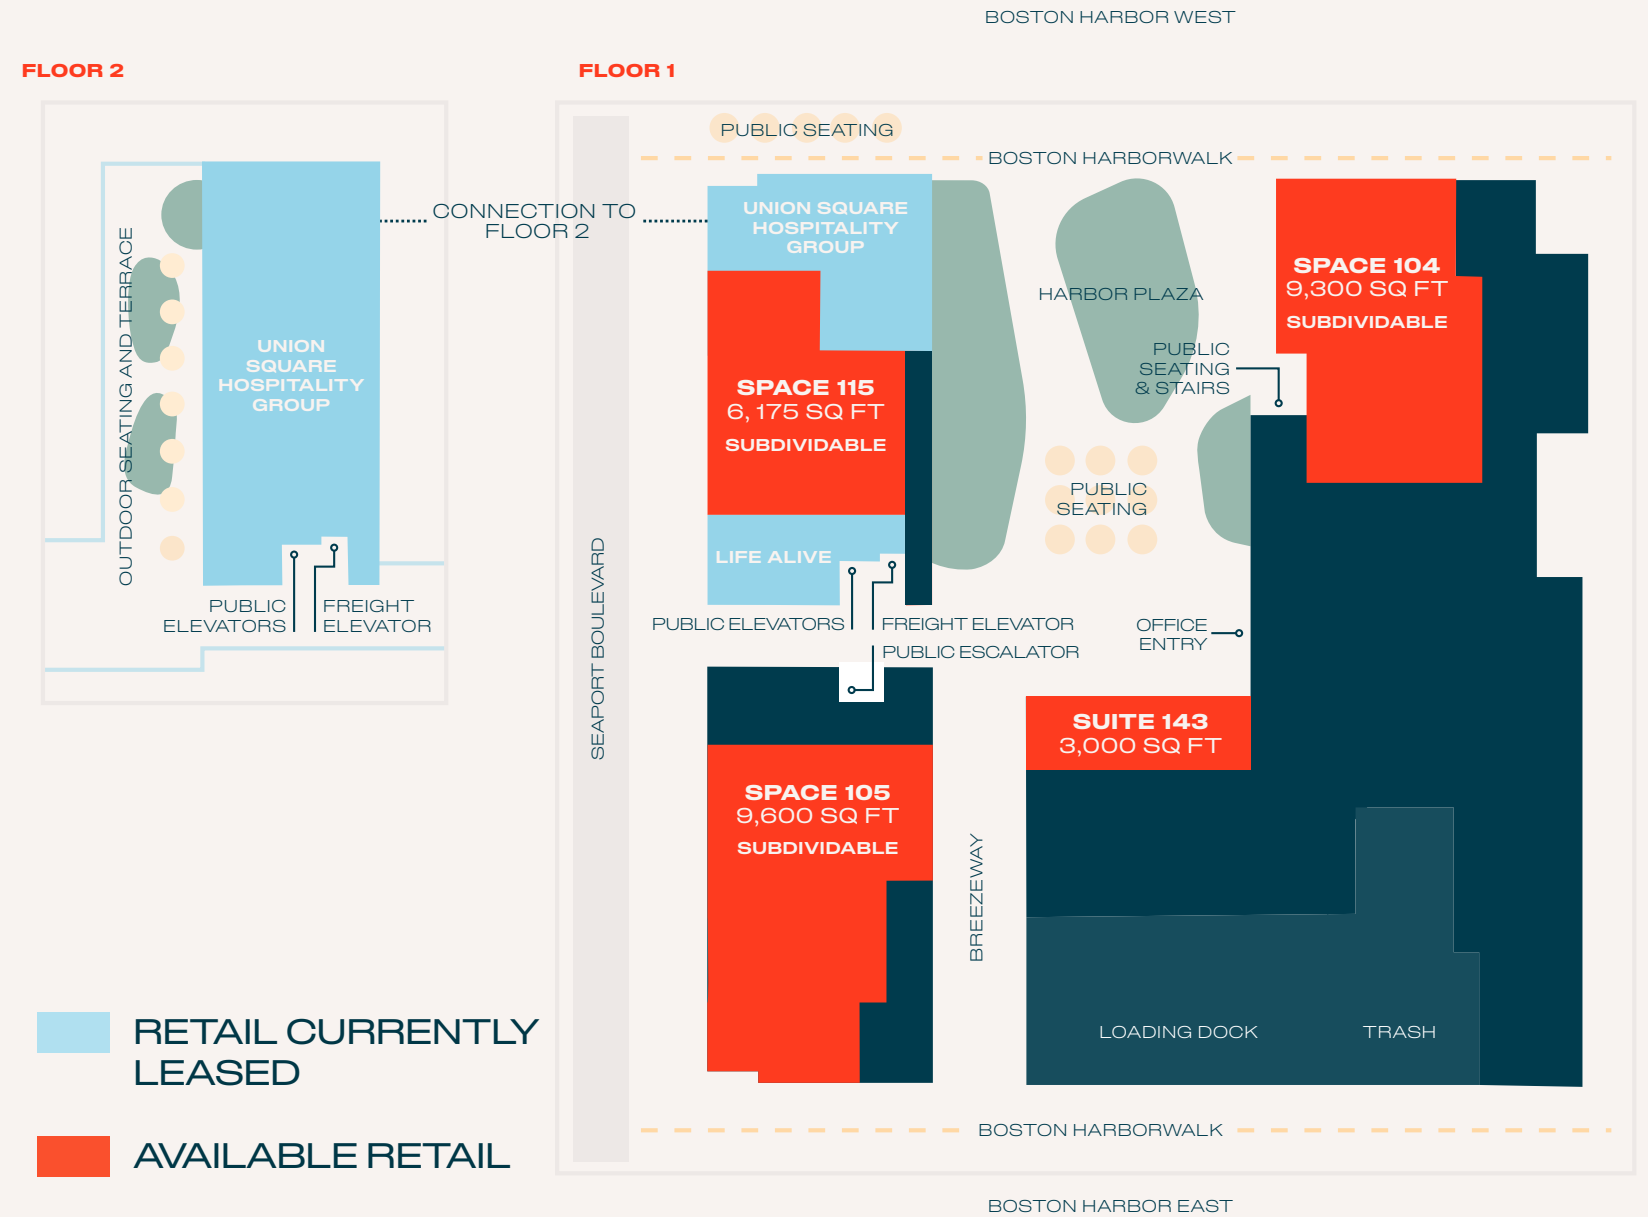 BOSTON HARBOR WEST
FLOOR 2
FLOOR 1
PUBLIC SEATING
BOSTON HARBORWALK
CONNECTION TO
FLOOR 2
OUTDOOR SEATING AND TERRACE
UNION
SQUARE
HOSPITALITY
GROUP
PUBLIC
ELEVATORS
FREIGHT
ELEVATOR
SEAPORT BOULEVARD
UNION SQUARE
HOSPITALITY
GROUP
SPACE 115
6,175 SQ FT
SUBDIVIDABLE
LIFE ALIVE
PUBLIC ELEVATORS
FREIGHT ELEVATOR
PUBLIC ESCALATOR
HARBOR PLAZA
SPACE 104
9,300 SQ FT
SUBDIVIDABLE
PUBLIC
SEATING
& STAIRS
PUBLIC
SEATING
OFFICE
ENTRY
SUITE 143
3,000 SQ FT
SPACE 105
9,600 SQ FT
SUBDIVIDABLE
BREEZEWAY
LOADING DOCK
TRASH
RETAIL CURRENTLY
LEASED
AVAILABLE RETAIL
BOSTON HARBORWALK
BOSTON HARBOR EAST